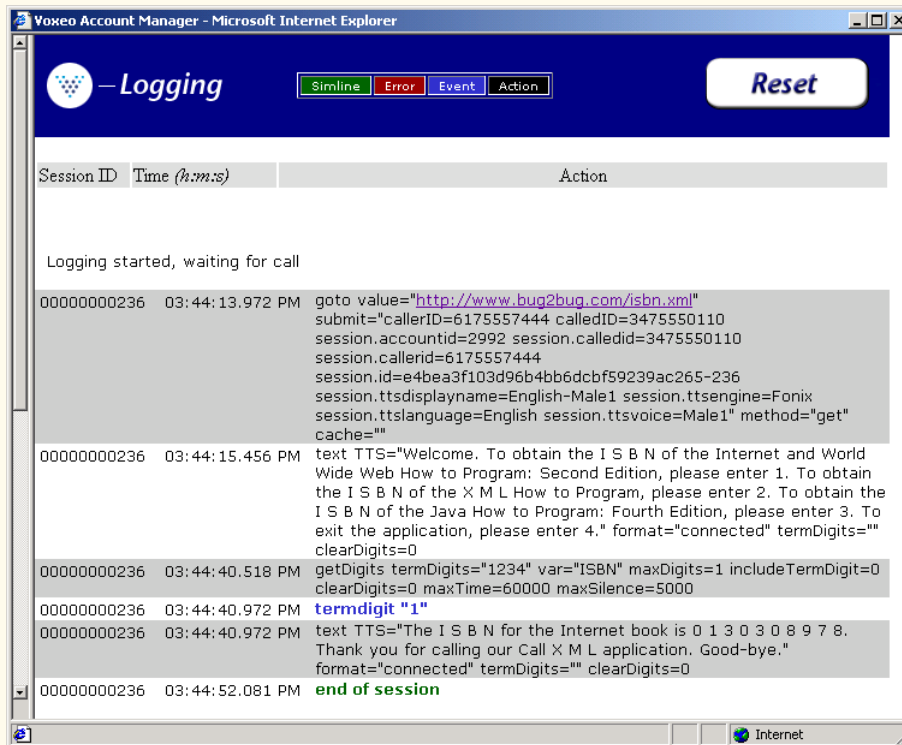 Voxeo Account Manager - Microsoft Internet Explorer
Logging
Simline Error Event Action
Reset
Session ID Time (h:m:s) Action
Logging started, waiting for call
00000000236 03:44:13.972 PM goto value="http://www.bug2bug.com/isbn.xml"
submit="callerID=6175557444 calledID=3475550110
session.accountid=2992 session.calledid=3475550110
session.callerid=6175557444
session.id=e4bea3f103d96b4bb6dcbf59239ac265-236
session.ttsdisplayname=English-Male1 session.ttsengine=Fonix
session.ttslanguage=English session.ttsvoice=Male1" method="get"
cache=""
00000000236 03:44:15.456 PM text TTS="Welcome. To obtain the I S B N of the Internet and World
Wide Web How to Program: Second Edition, please enter 1. To obtain
the I S B N of the X M L How to Program, please enter 2. To obtain the
I S B N of the Java How to Program: Fourth Edition, please enter 3. To
exit the application, please enter 4." format="connected" termDigits=""
clearDigits=0
00000000236 03:44:40.518 PM getDigits termDigits="1234" var="ISBN" maxDigits=1 includeTermDigit=0
clearDigits=0 maxTime=60000 maxSilence=5000
00000000236 03:44:40.972 PM termdigit "1"
00000000236 03:44:40.972 PM text TTS="The I S B N for the Internet book is 0 1 3 0 3 0 8 9 7 8.
Thank you for calling our Call X M L application. Good-bye."
format="connected" termDigits="" clearDigits=0
00000000236 03:44:52.081 PM end of session
Internet